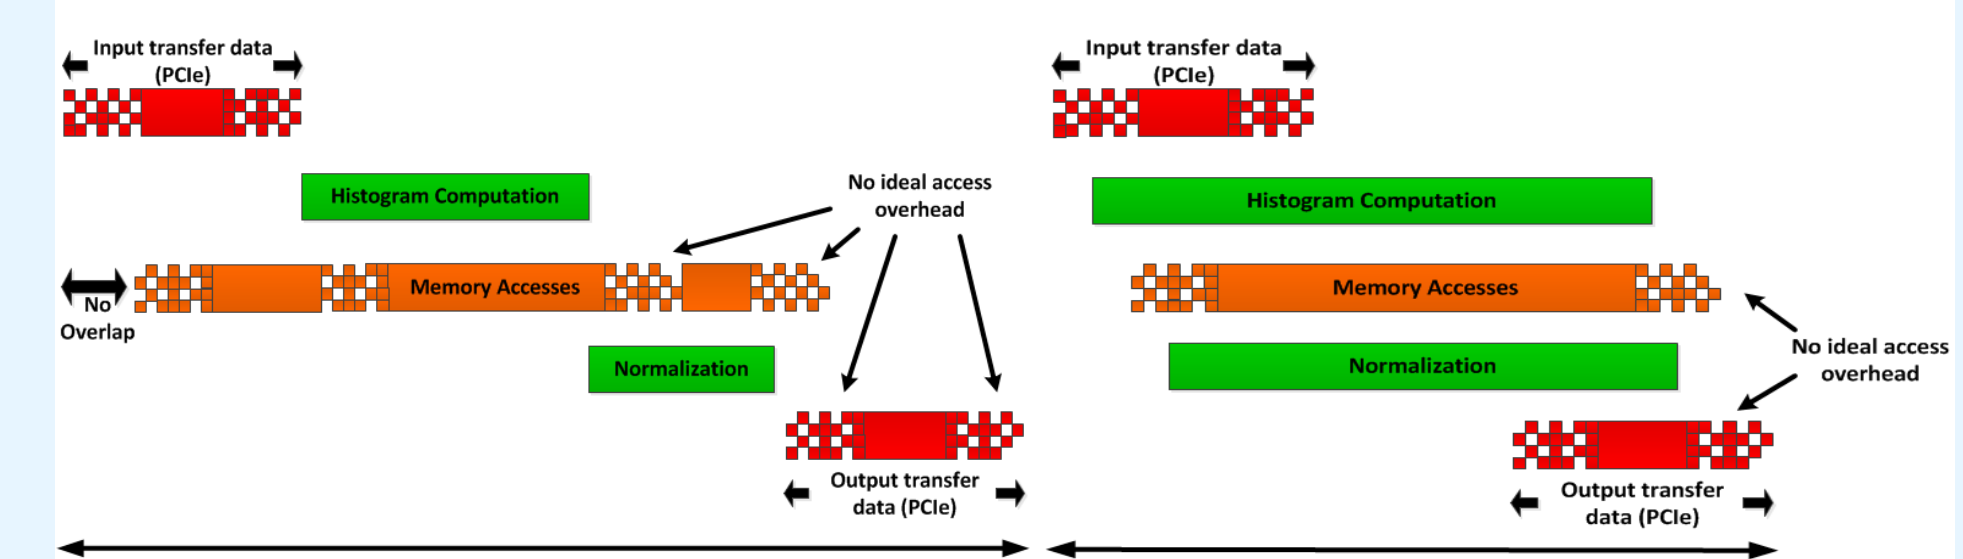 Input transfer data
(PCIe)
Histogram Computation
No ideal access
overhead
Memory Accesses
No
Overlap
Normalization
Output transfer
data (PCIe)
Input transfer data
(PCIe)
Histogram Computation
Memory Accesses
No ideal access
overhead
Normalization
Output transfer
data (PCIe)